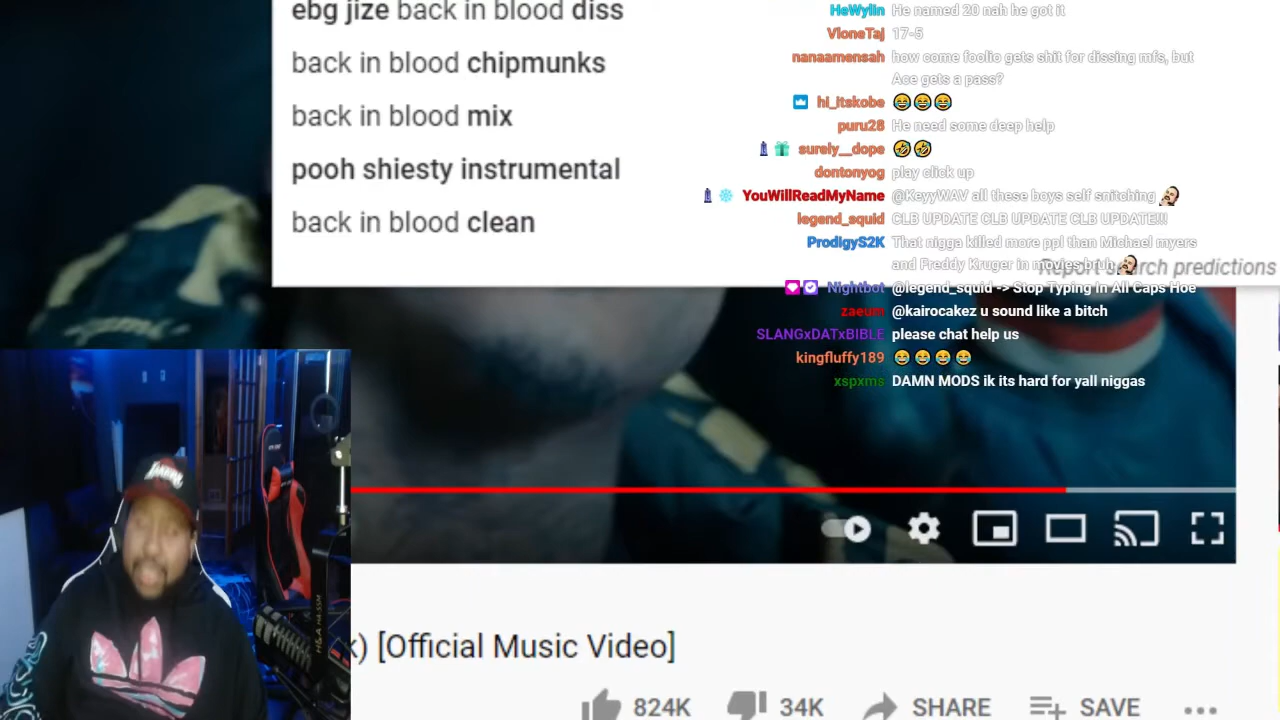 ebg jize back in blood diss
back in blood chipmunks
back in blood mix
pooh shiesty instrumental
back in blood clean
HeWylin He named 20 nah he got it
VloneTaj 17-5
nanaamensah how come foolio gets shit for dissing mfs, but
Ace gets a pass?
hi_itskobe 😂😂😂
puru28 He need some deep help
surely__dope 🤣🤣
dontonyog play click up
YouWillReadMyName @KeyyWAV all these boys self snitching
legend_squid CLB UPDATE CLB UPDATE CLB UPDATE!!!
ProdigyS2K That nigga killed more ppl than Michael myers
and Freddy Kruger in movies bruh
Report search predictions
Nightbot @legend_squid -> Stop Typing In All Caps Hoe
zaeum @kairocakez u sound like a bitch
SLANGxDATxBIBLE please chat help us
kingfluffy189 😂😂😂😂
xspxms DAMN MODS ik its hard for yall niggas
) [Official Music Video]
824K 34K SHARE SAVE